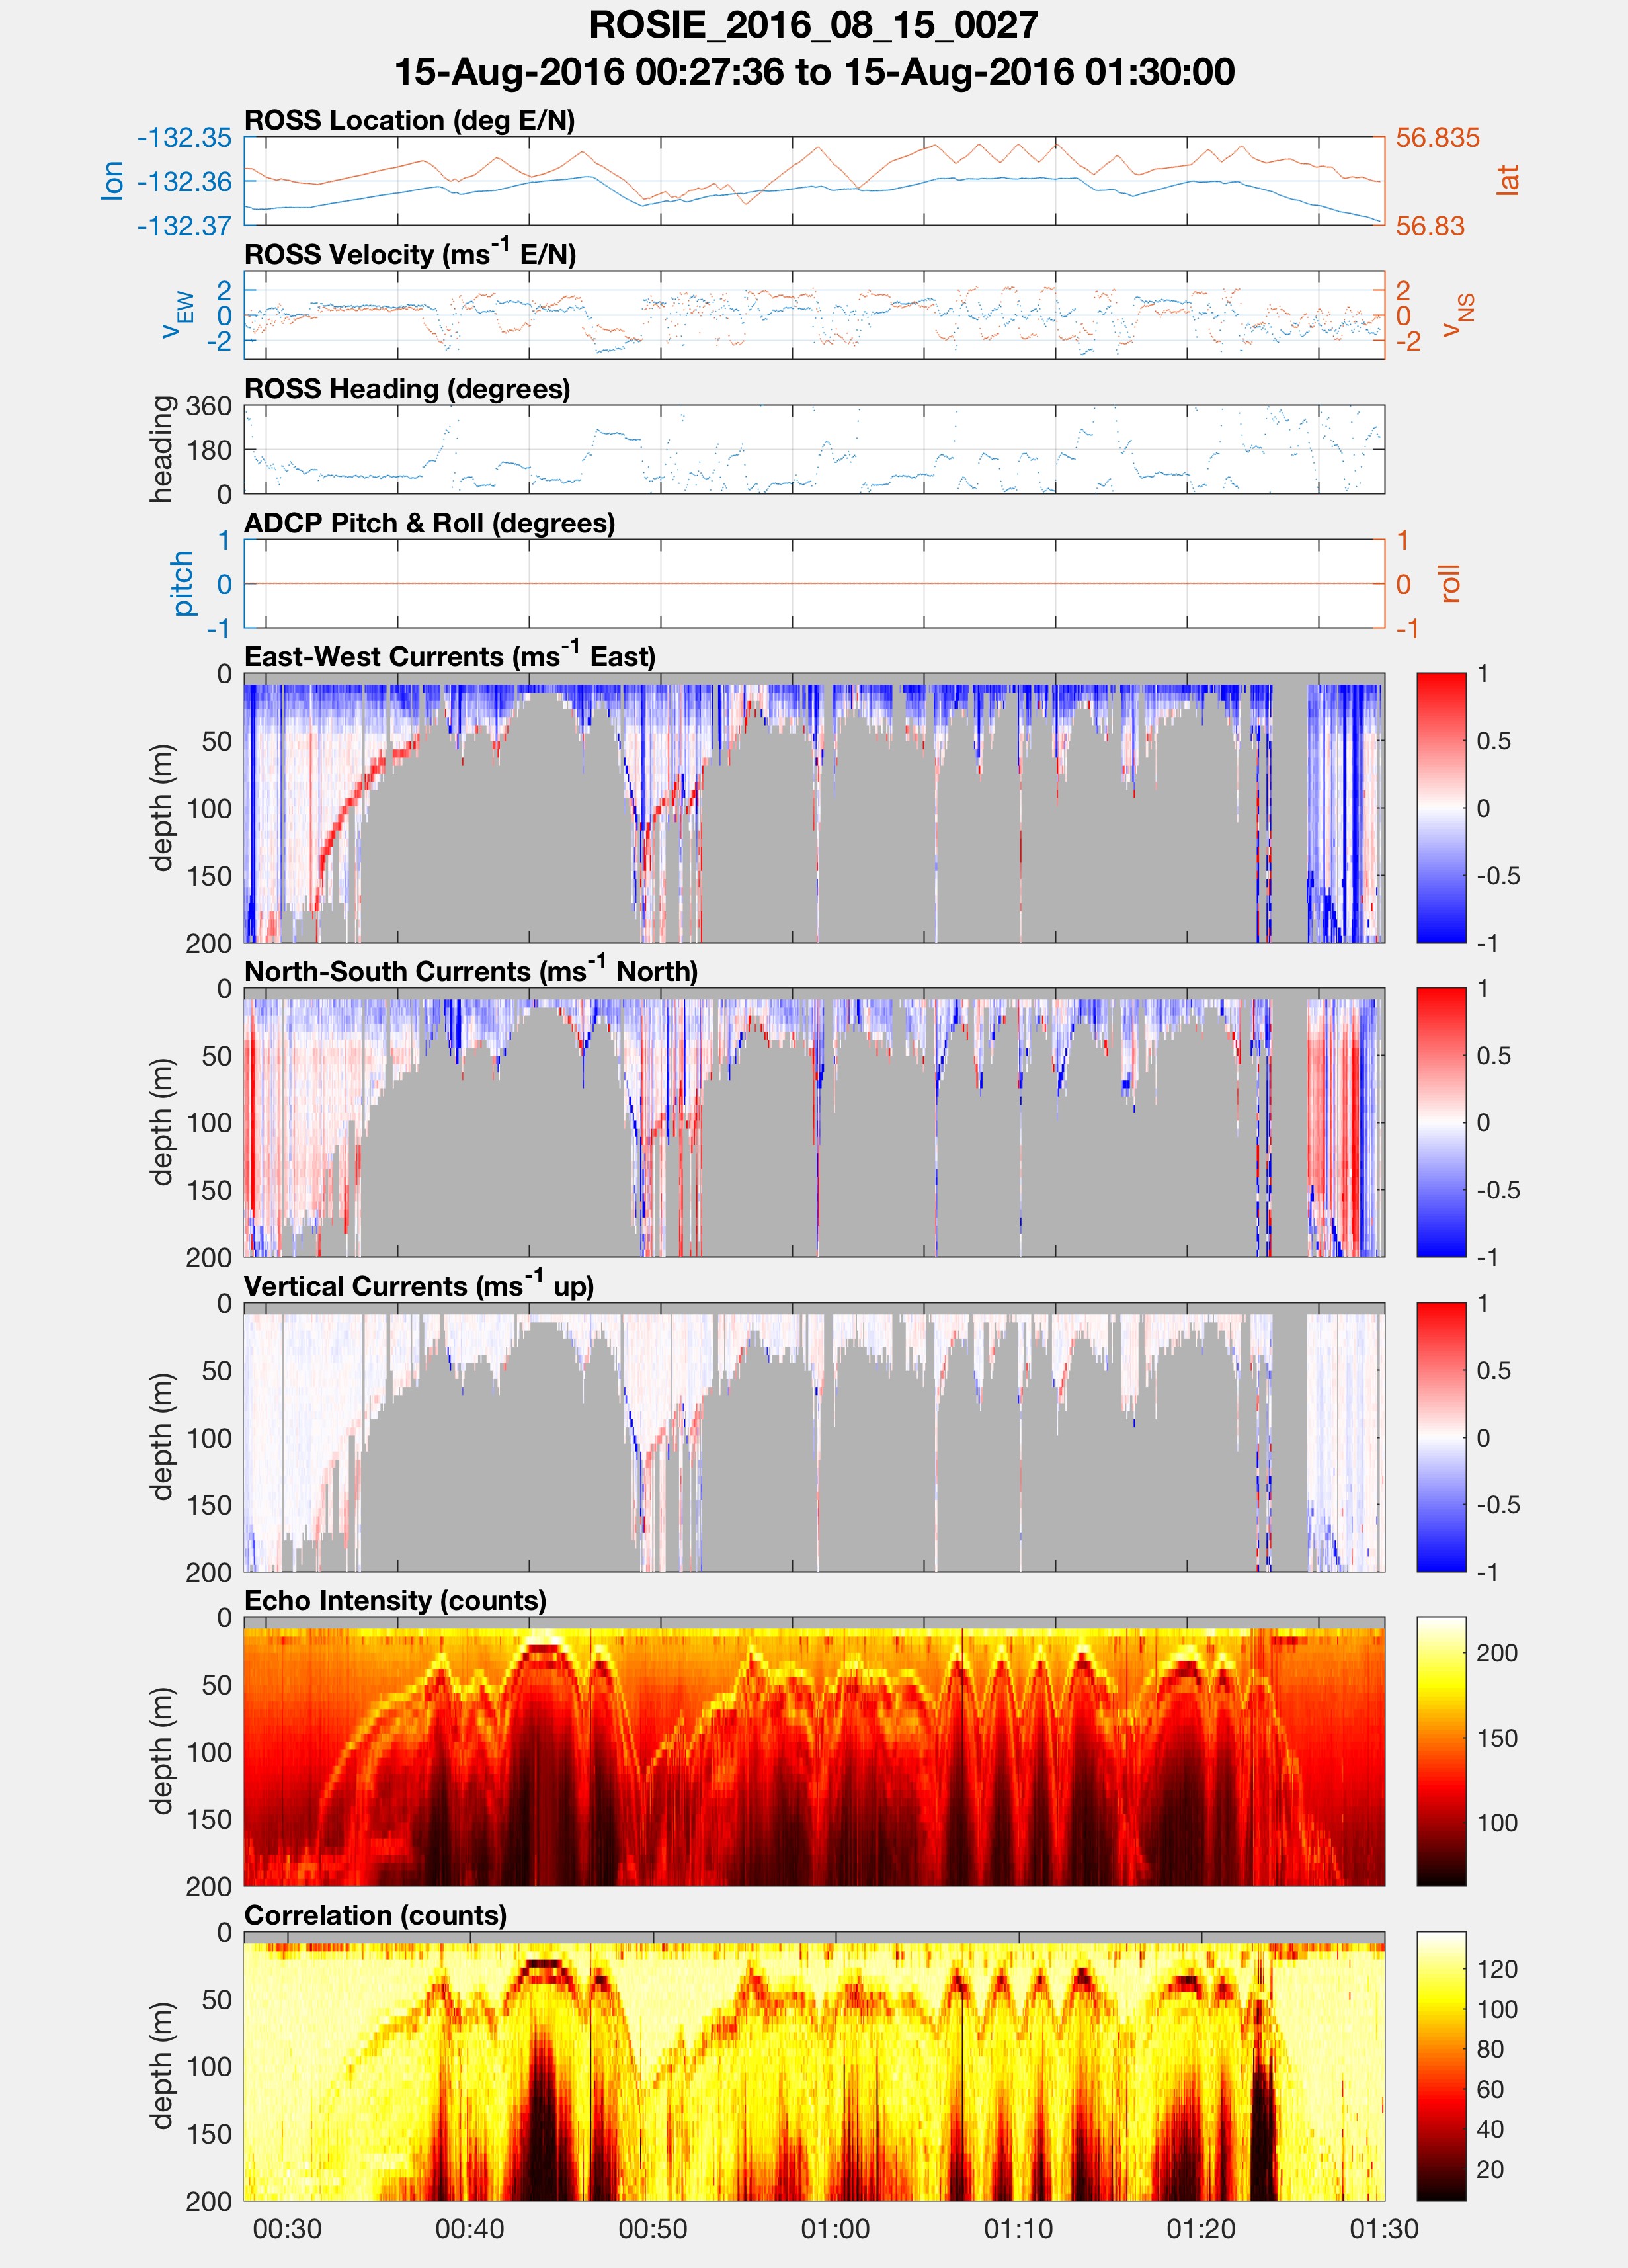 ROSIE_2016_08_15_0027
15-Aug-2016 00:27:36 to 15-Aug-2016 01:30:00
ROSS Location (deg E/N)
-132.35
-132.36
-132.37
lon
56.835
56.83
lat
ROSS Velocity (ms-1 E/N)
2
0
-2
vEW
2
0
-2
vNS
ROSS Heading (degrees)
360
180
0
heading
ADCP Pitch & Roll (degrees)
1
0
-1
pitch
1
0
-1
roll
East-West Currents (ms-1 East)
0
50
100
150
200
depth (m)
1
0.5
0
-0.5
-1
North-South Currents (ms-1 North)
0
50
100
150
200
depth (m)
1
0.5
0
-0.5
-1
Vertical Currents (ms-1 up)
0
50
100
150
200
depth (m)
1
0.5
0
-0.5
-1
Echo Intensity (counts)
0
50
100
150
200
depth (m)
200
150
100
Correlation (counts)
0
50
100
150
200
depth (m)
120
100
80
60
40
20
00:30 00:40 00:50 01:00 01:10 01:20 01:30